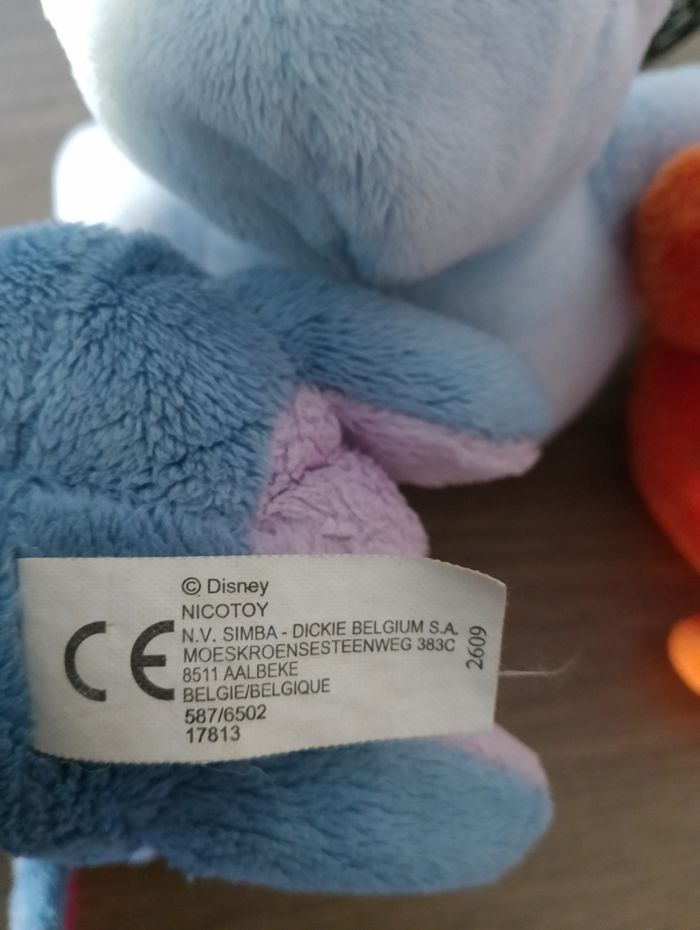 © Disney
NICOTOY
N.V. SIMBA - DICKIE BELGIUM S.A.
MOESKROENSESTEENWEG 383C
8511 AALBEKE
BELGIE/BELGIQUE
587/6502
17813
CE
2609